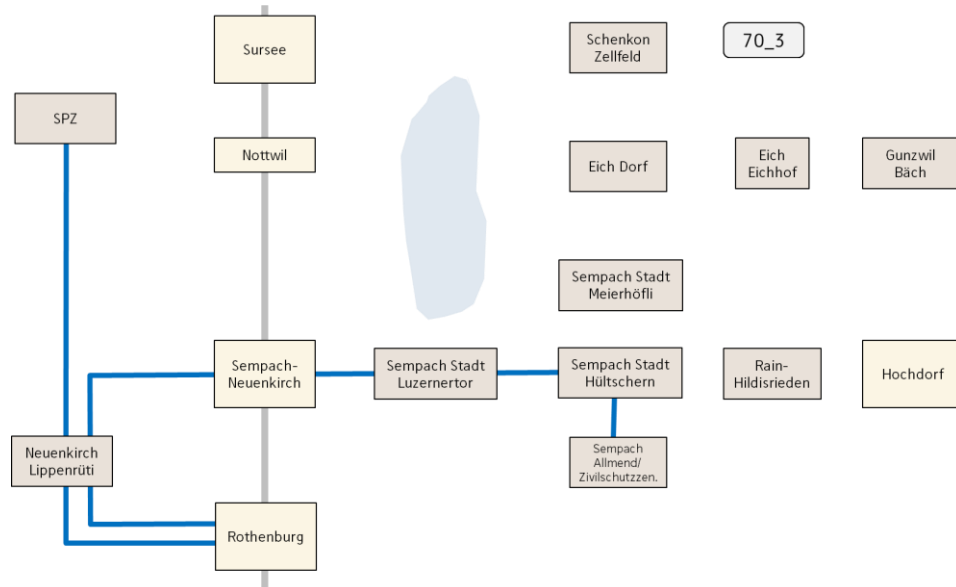 Sursee
Schenkon
Zellfeld
70_3
SPZ
Nottwil
Eich Dorf
Eich
Eichhof
Gunzwil
Bäch
Sempach Stadt
Meierhöfli
Sempach-
Neuenkirch
Sempach Stadt
Luzernertor
Sempach Stadt
Hültschern
Rain-
Hildisrieden
Hochdorf
Neuenkirch
Lippenrüti
Sempach
Allmend/
Zivilschutzzen.
Rothenburg